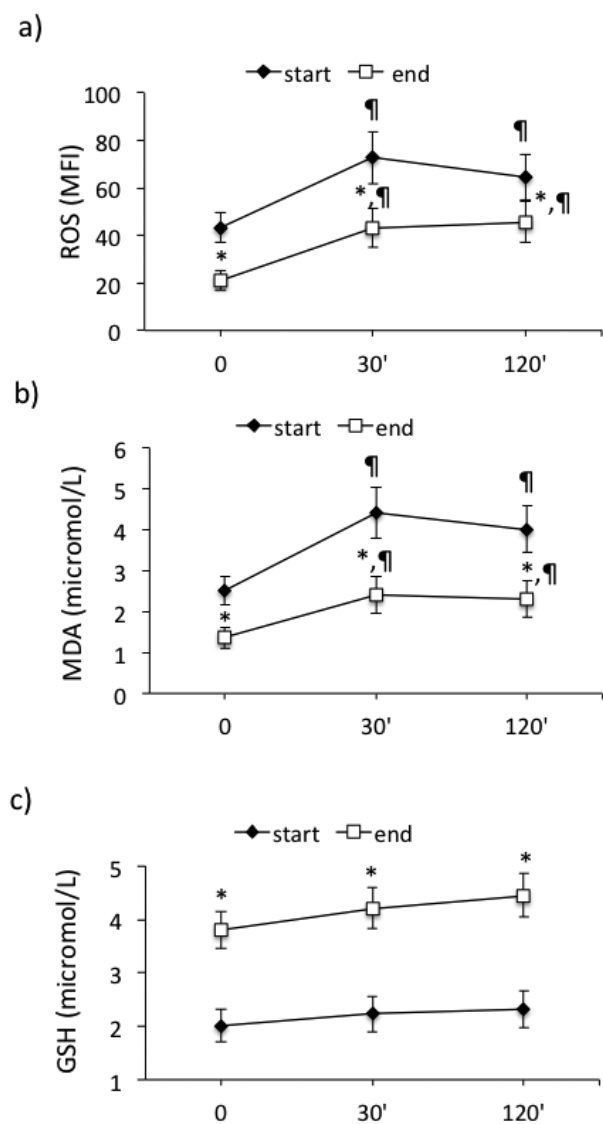 a)
start end
ROS (MFI)
100
80
60
40
20
0
¶
¶
*,¶
*,¶
*
0 30' 120'
b)
start end
MDA (micromol/L)
6
5
4
3
2
1
0
¶
¶
*,¶
*,¶
*
0 30' 120'
c)
start end
GSH (micromol/L)
5
4
3
2
1
*
*
*
0 30' 120'